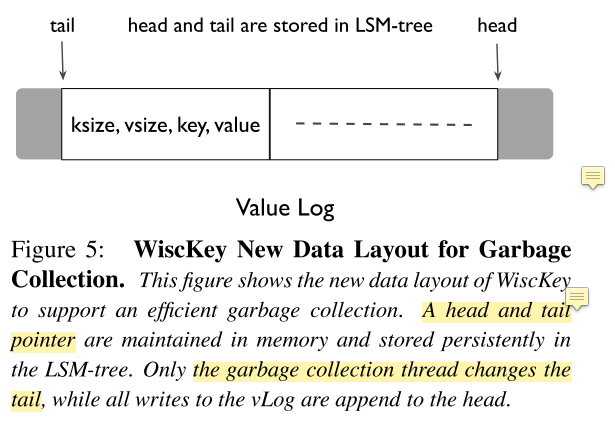 tail head and tail are stored in LSM-tree head
ksize, vsize, key, value
Value Log
Figure 5: WiscKey New Data Layout for Garbage
Collection. This figure shows the new data layout of WiscKey
to support an efficient garbage collection. A head and tail
pointer are maintained in memory and stored persistently in
the LSM-tree. Only the garbage collection thread changes the
tail, while all writes to the vLog are append to the head.